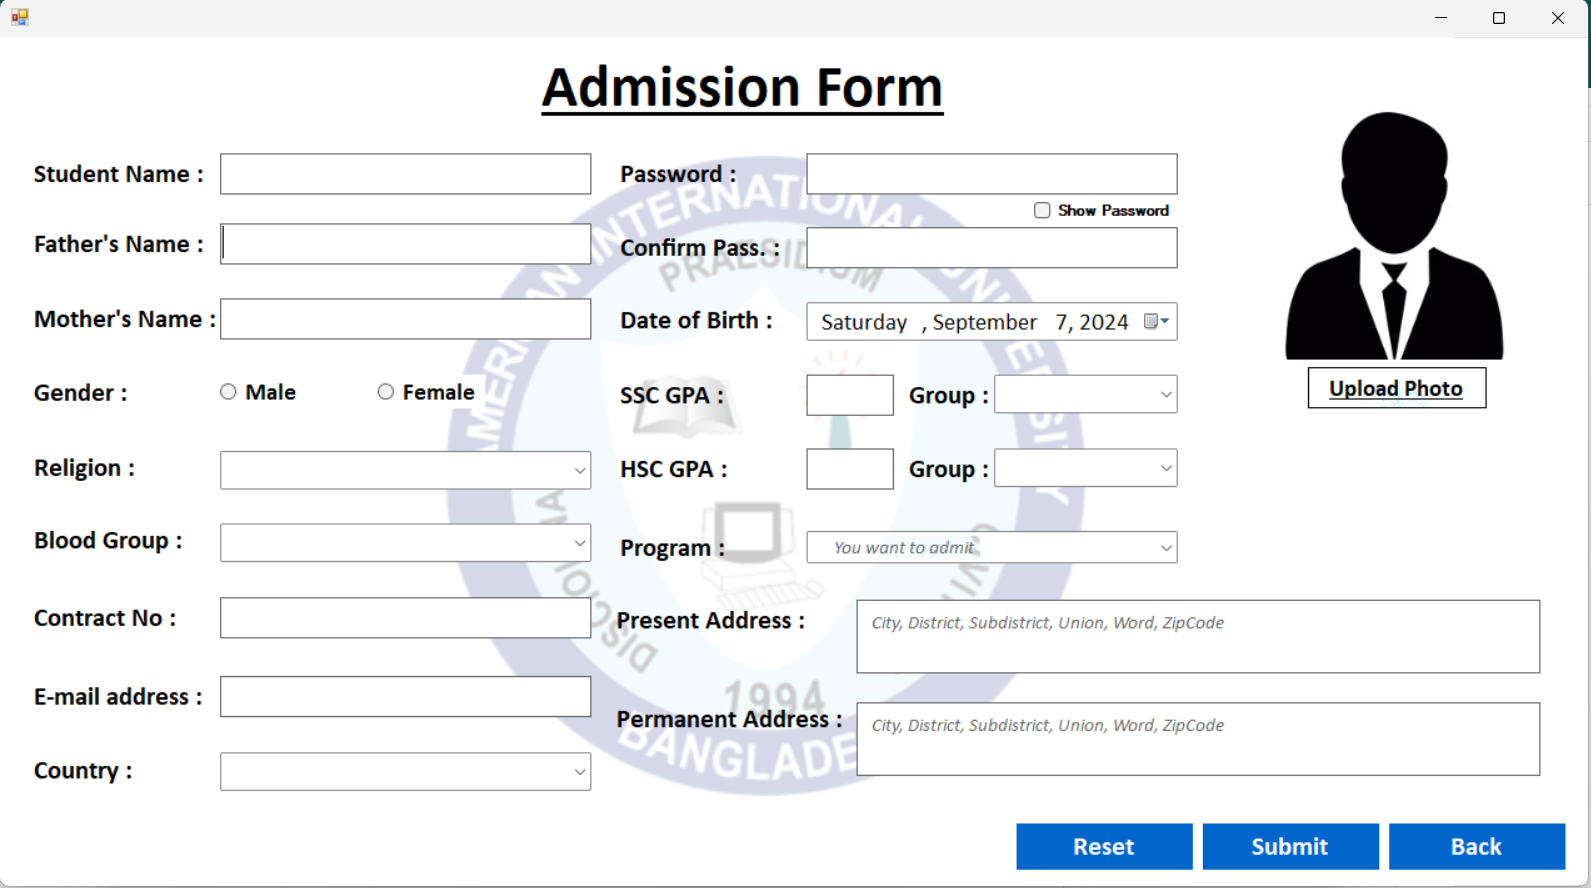 Admission Form
Student Name :
Password :
Show Password
Father's Name :
Confirm Pass. :
Mother's Name :
Date of Birth :
Saturday , September 7, 2024
Gender :
Male
Female
SSC GPA :
Group :
Upload Photo
Religion :
HSC GPA :
Group :
Blood Group :
Program :
You want to admit
Contract No :
Present Address :
City, District, Subdistrict, Union, Word, ZipCode
E-mail address :
Permanent Address :
City, District, Subdistrict, Union, Word, ZipCode
Country :
Reset
Submit
Back
AMERICAN INTERNATIONAL UNIVERSITY
PRAESIDIUM
1994